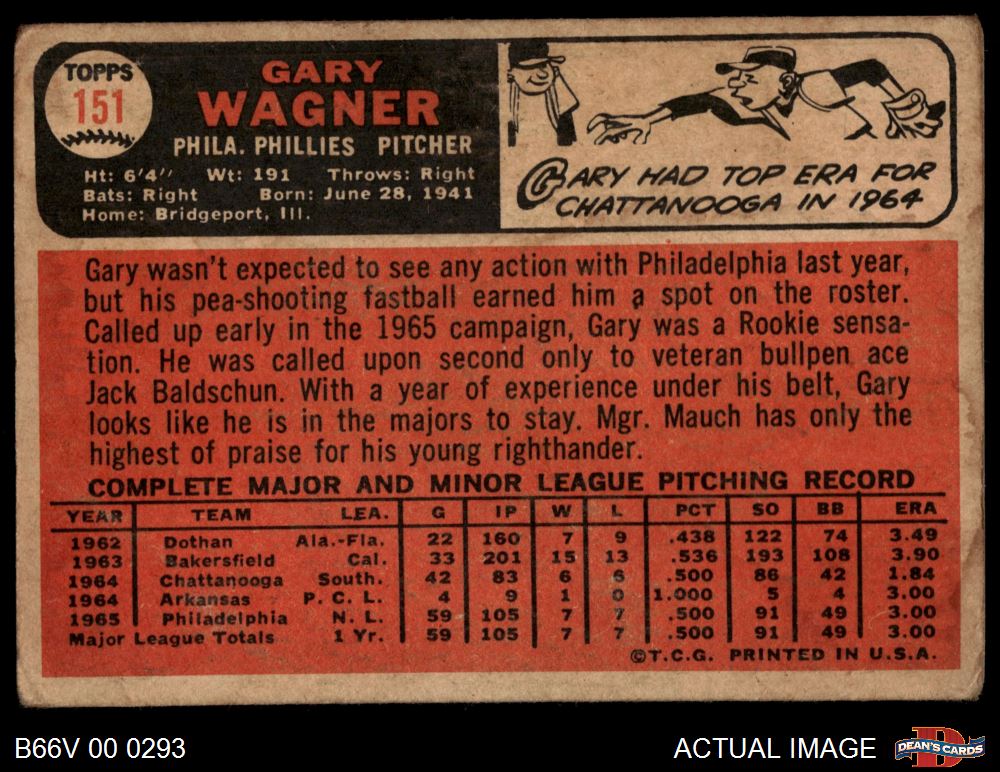 TOPPS
151
GARY
WAGNER
PHILA. PHILLIES PITCHER
Ht: 6'4" Wt: 191 Throws: Right
Bats: Right Born: June 28, 1941
Home: Bridgeport, Ill.
GARY HAD TOP ERA FOR
CHATTANOOGA IN 1964
Gary wasn't expected to see any action with Philadelphia last year,
but his pea-shooting fastball earned him a spot on the roster.
Called up early in the 1965 campaign, Gary was a Rookie sensa-
tion. He was called upon second only to veteran bullpen ace
Jack Baldschun. With a year of experience under his belt, Gary
looks like he is in the majors to stay. Mgr. Mauch has only the
highest of praise for his young righthander.
COMPLETE MAJOR AND MINOR LEAGUE PITCHING RECORD
YEAR TEAM LEA. G IP W L PCT SO BB ERA
1962 Dothan Ala.-Fla. 22 160 7 9 .438 122 74 3.49
1963 Bakersfield Cal. 33 201 15 13 .536 193 108 3.90
1964 Chattanooga South. 42 83 6 6 .500 86 42 1.84
1964 Arkansas P. C. L. 4 9 1 0 1.000 5 4 3.00
1965 Philadelphia N. L. 59 105 7 7 .500 91 49 3.00
Major League Totals 1 Yr. 59 105 7 7 .500 91 49 3.00
©T.C.G. PRINTED IN U.S.A.
B66V 00 0293
ACTUAL IMAGE
DEAN'S CARDS